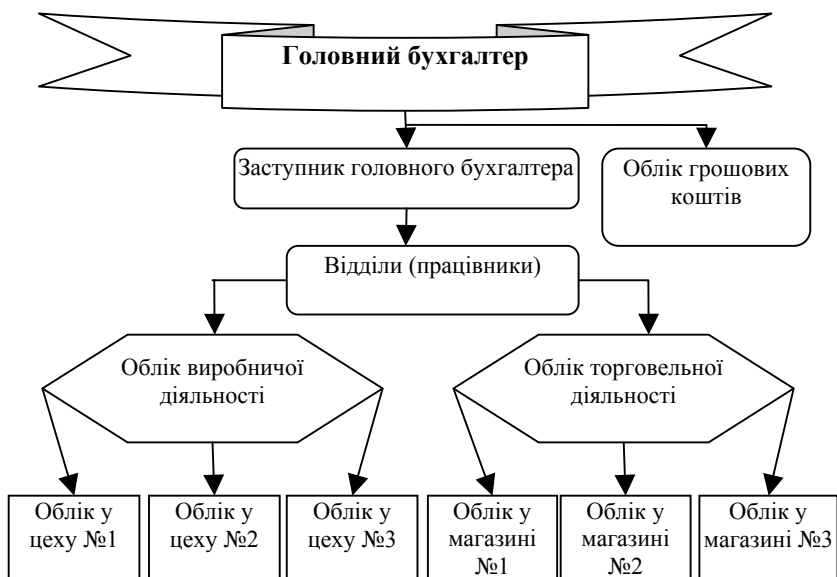 Головний бухгалтер
Заступник головного бухгалтера
Облік грошових
коштів
Відділи (працівники)
Облік виробничої
діяльності
Облік торговельної
діяльності
Облік у
цеху №1
Облік у
цеху №2
Облік у
цеху №3
Облік у
магазині
№1
Облік у
магазині
№2
Облік у
магазині №3